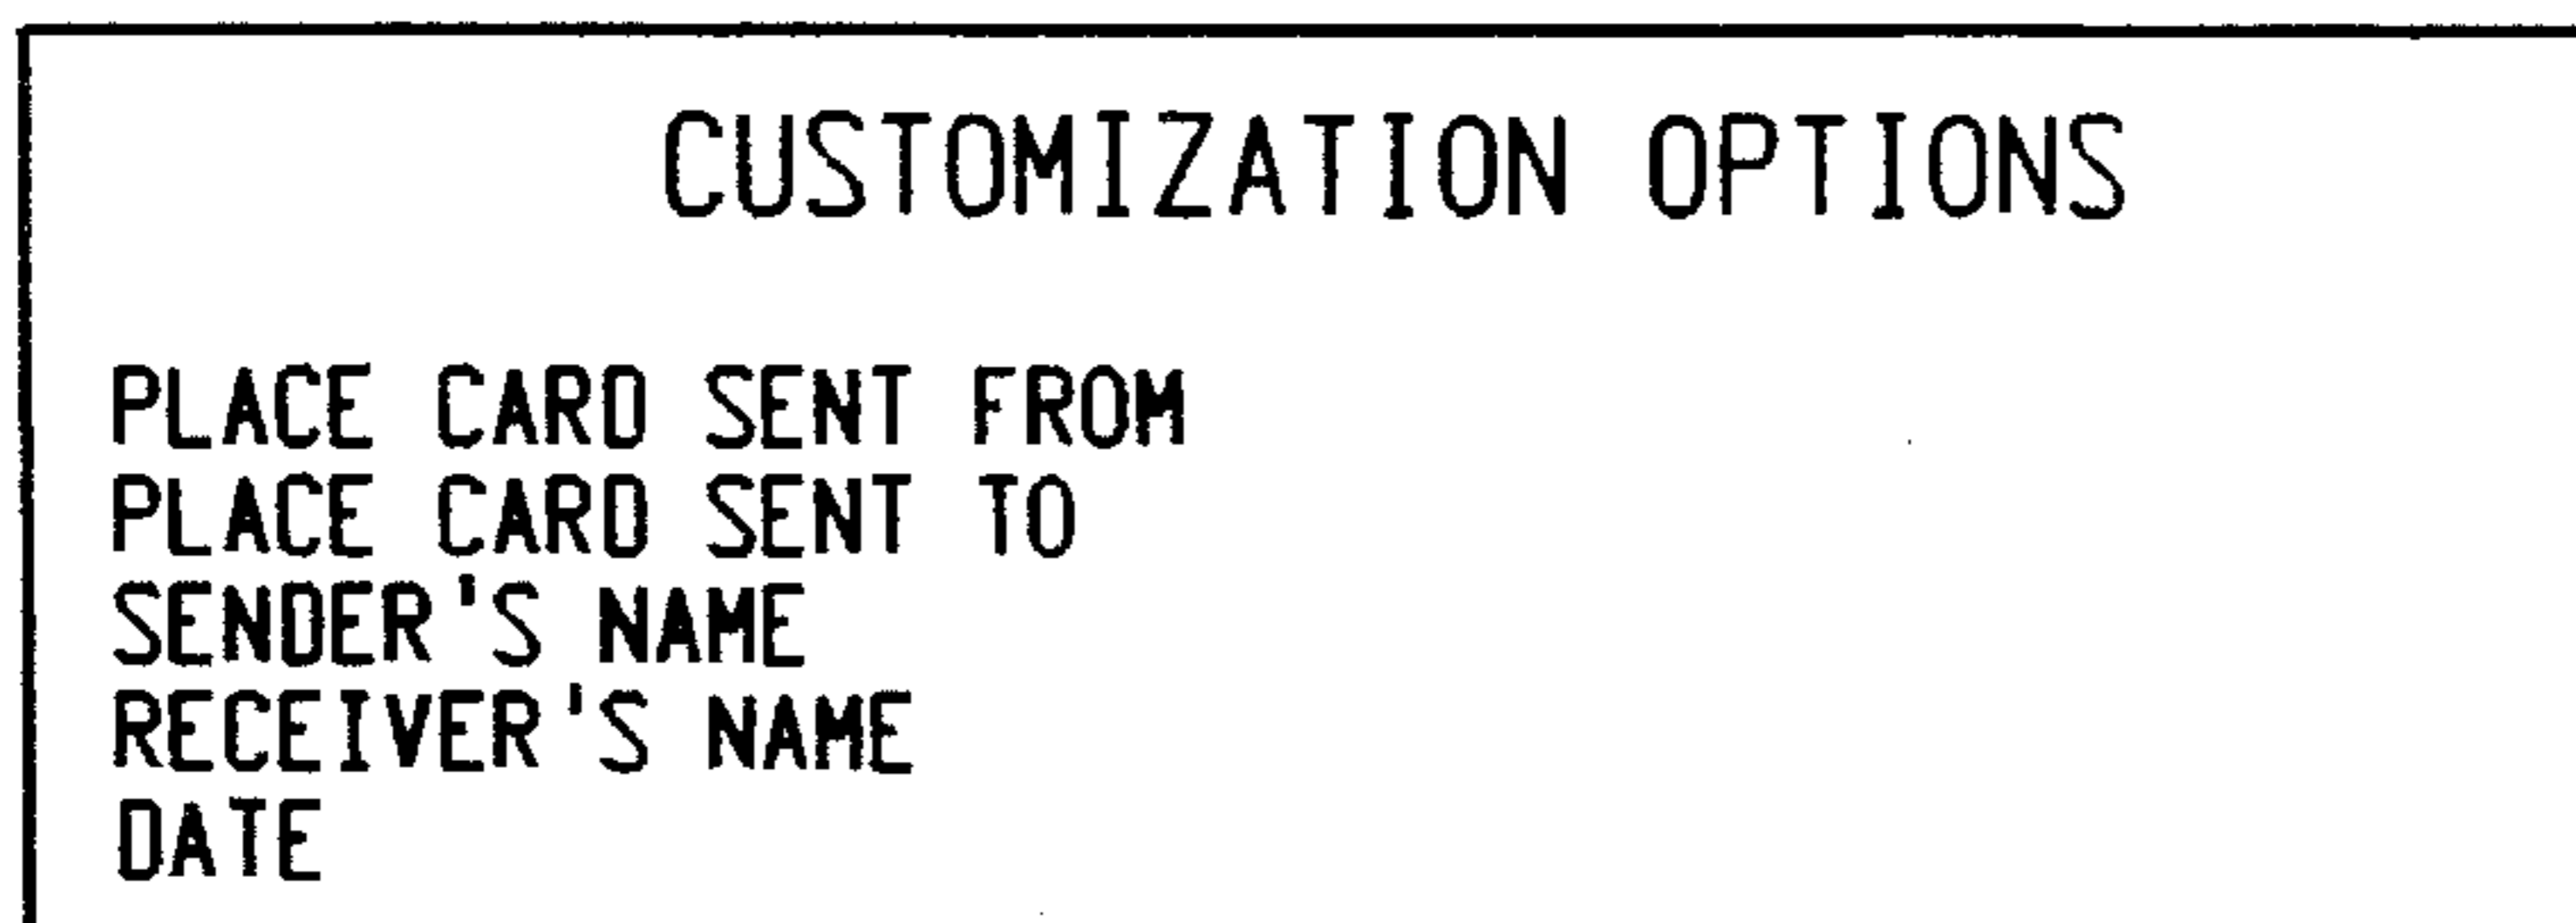 CUSTOMIZATION OPTIONS
PLACE CARD SENT FROM
PLACE CARD SENT TO
SENDER'S NAME
RECEIVER'S NAME
DATE